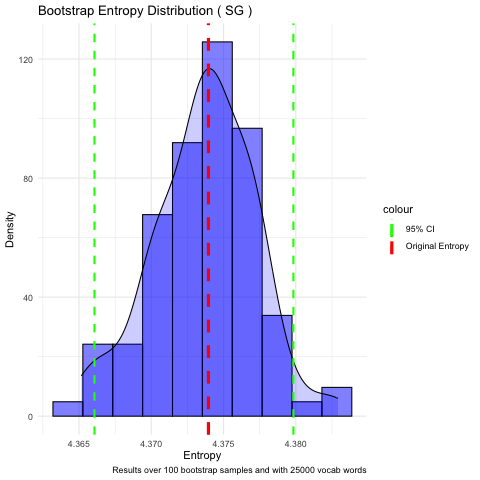 Bootstrap Entropy Distribution ( SG )
120
80
40
0
Density
4.365
4.370
4.375
4.380
Entropy
colour
95% CI
Original Entropy
Results over 100 bootstrap samples and with 25000 vocab words